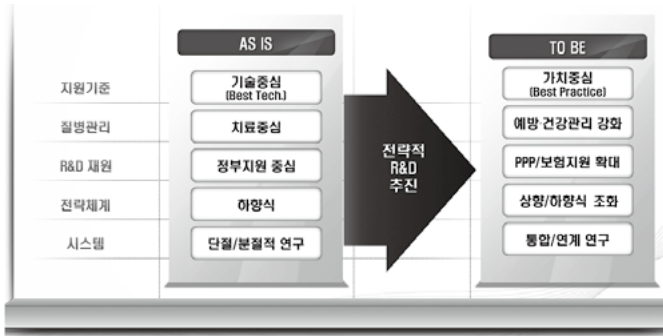 AS IS
TO BE
지원기준
기술중심
(Best Tech.)
가치중심
(Best Practice)
질병관리
치료중심
예방·건강관리 강화
R&D 재원
정부지원 중심
전략적
R&D
추진
PPP/보험지원 확대
전략체계
하향식
상향/하향식 조화
시스템
단절/분절적 연구
통합/연계 연구